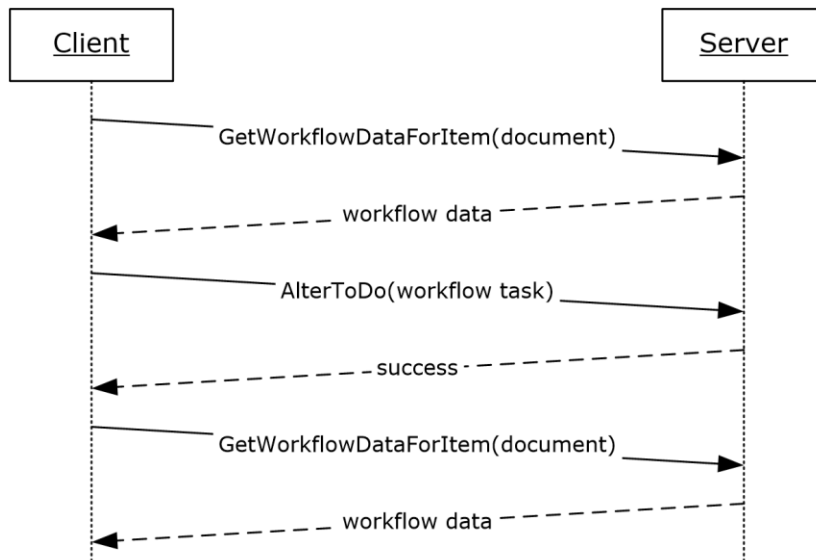 Client
Server
GetWorkflowDataForItem(document)
workflow data
AlterToDo(workflow task)
success
GetWorkflowDataForItem(document)
workflow data